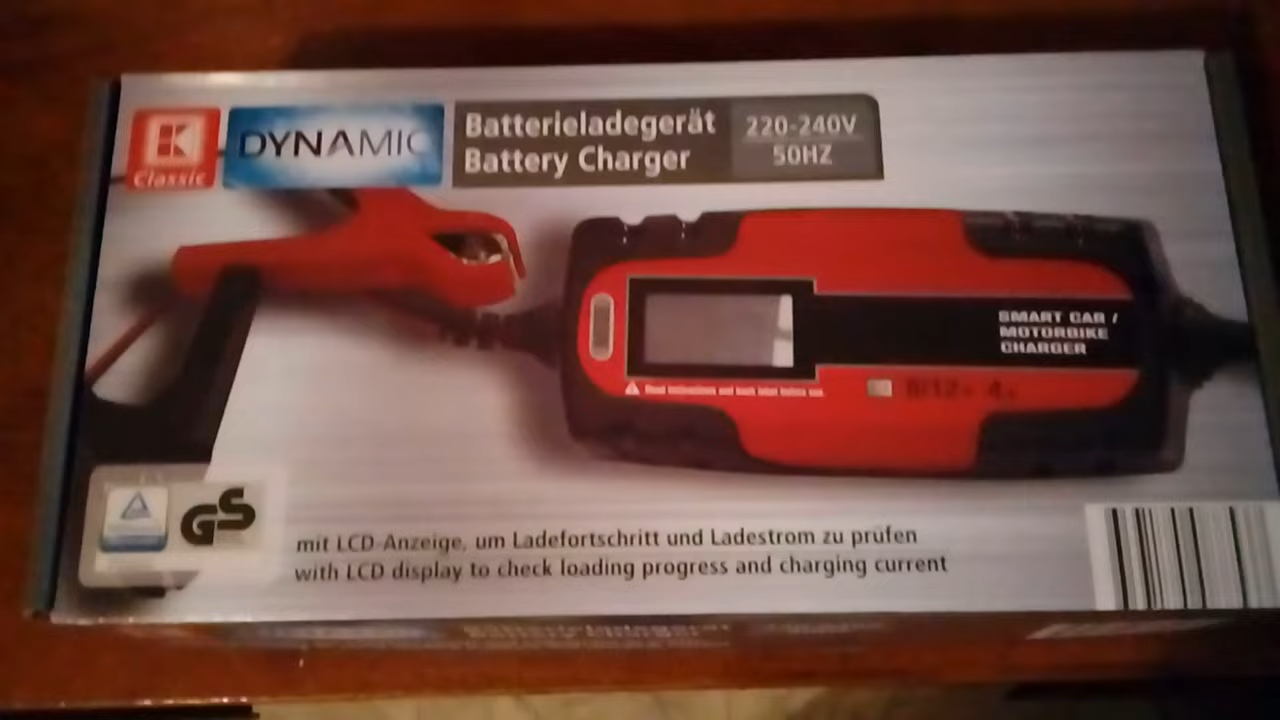 K
Classic
DYNAMIC
Batterieladegerät
Battery Charger
220-240V
50HZ
SMART CAR /
MOTORBIKE
CHARGER
GS
mit LCD-Anzeige, um Ladefortschritt und Ladestrom zu prüfen
with LCD display to check loading progress and charging current